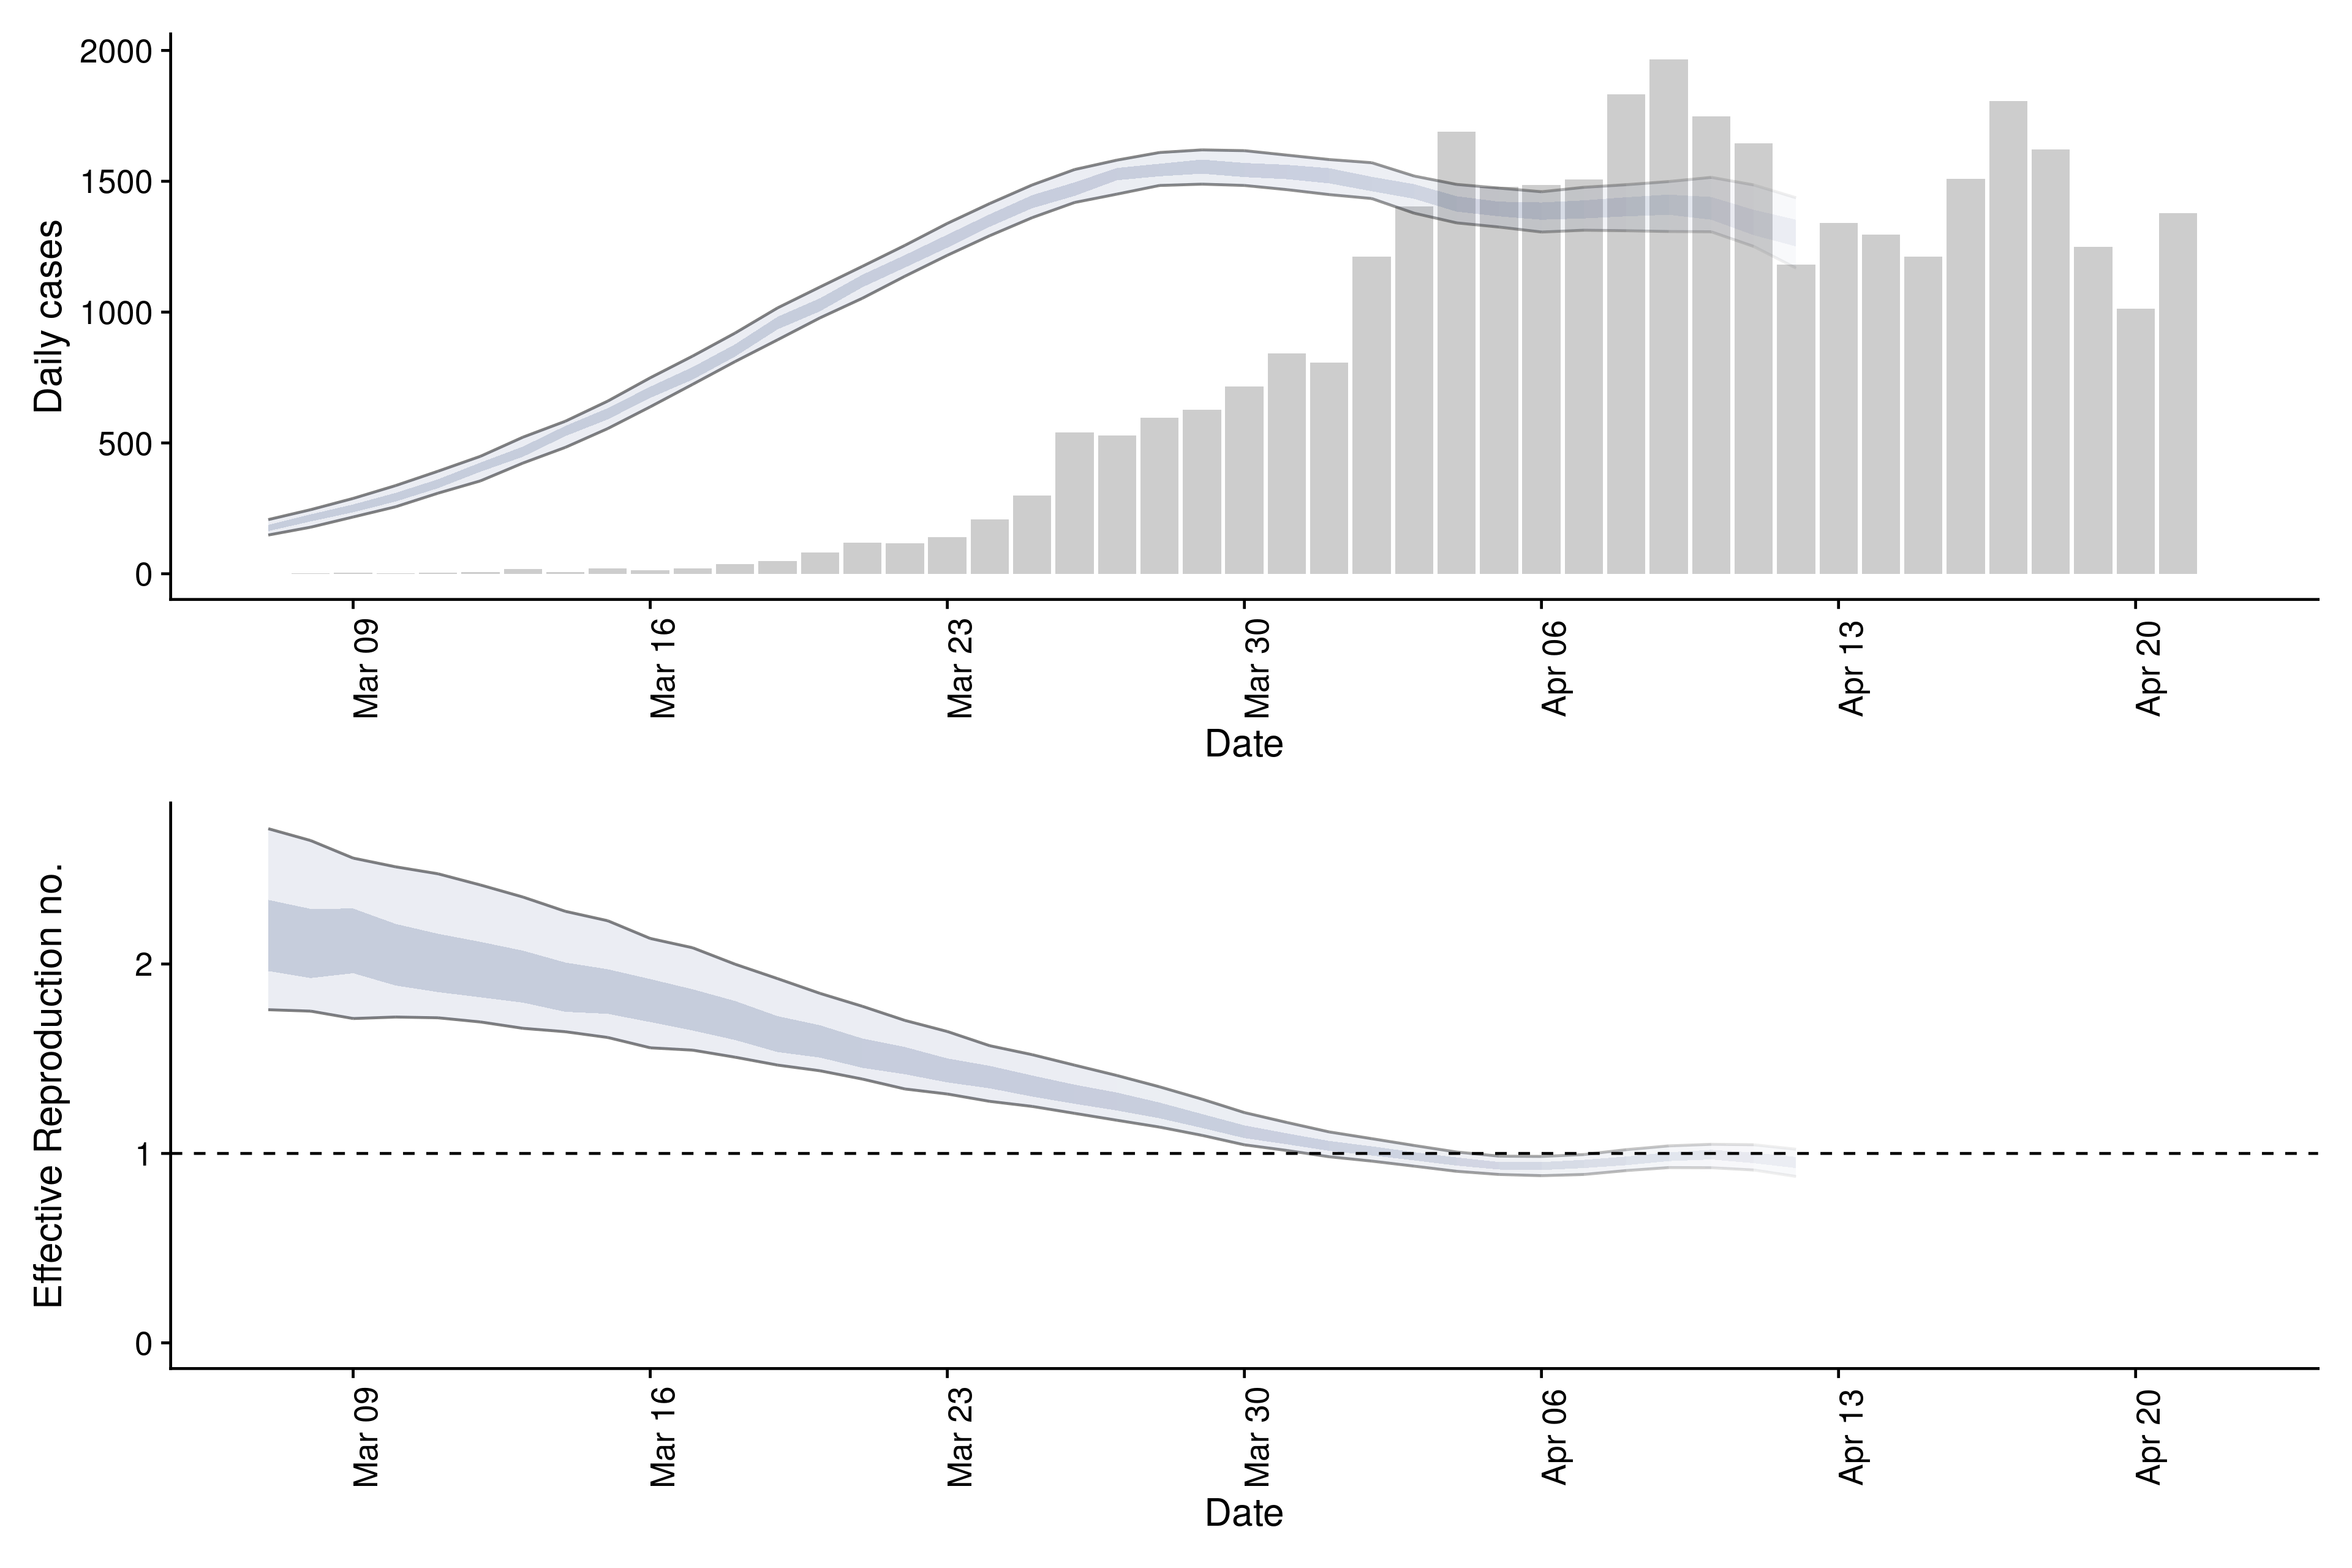 Daily cases
2000
1500
1000
500
0
Mar 09
Mar 16
Mar 23
Mar 30
Apr 06
Apr 13
Apr 20
Date
Effective Reproduction no.
2
1
0
Mar 09
Mar 16
Mar 23
Mar 30
Apr 06
Apr 13
Apr 20
Date